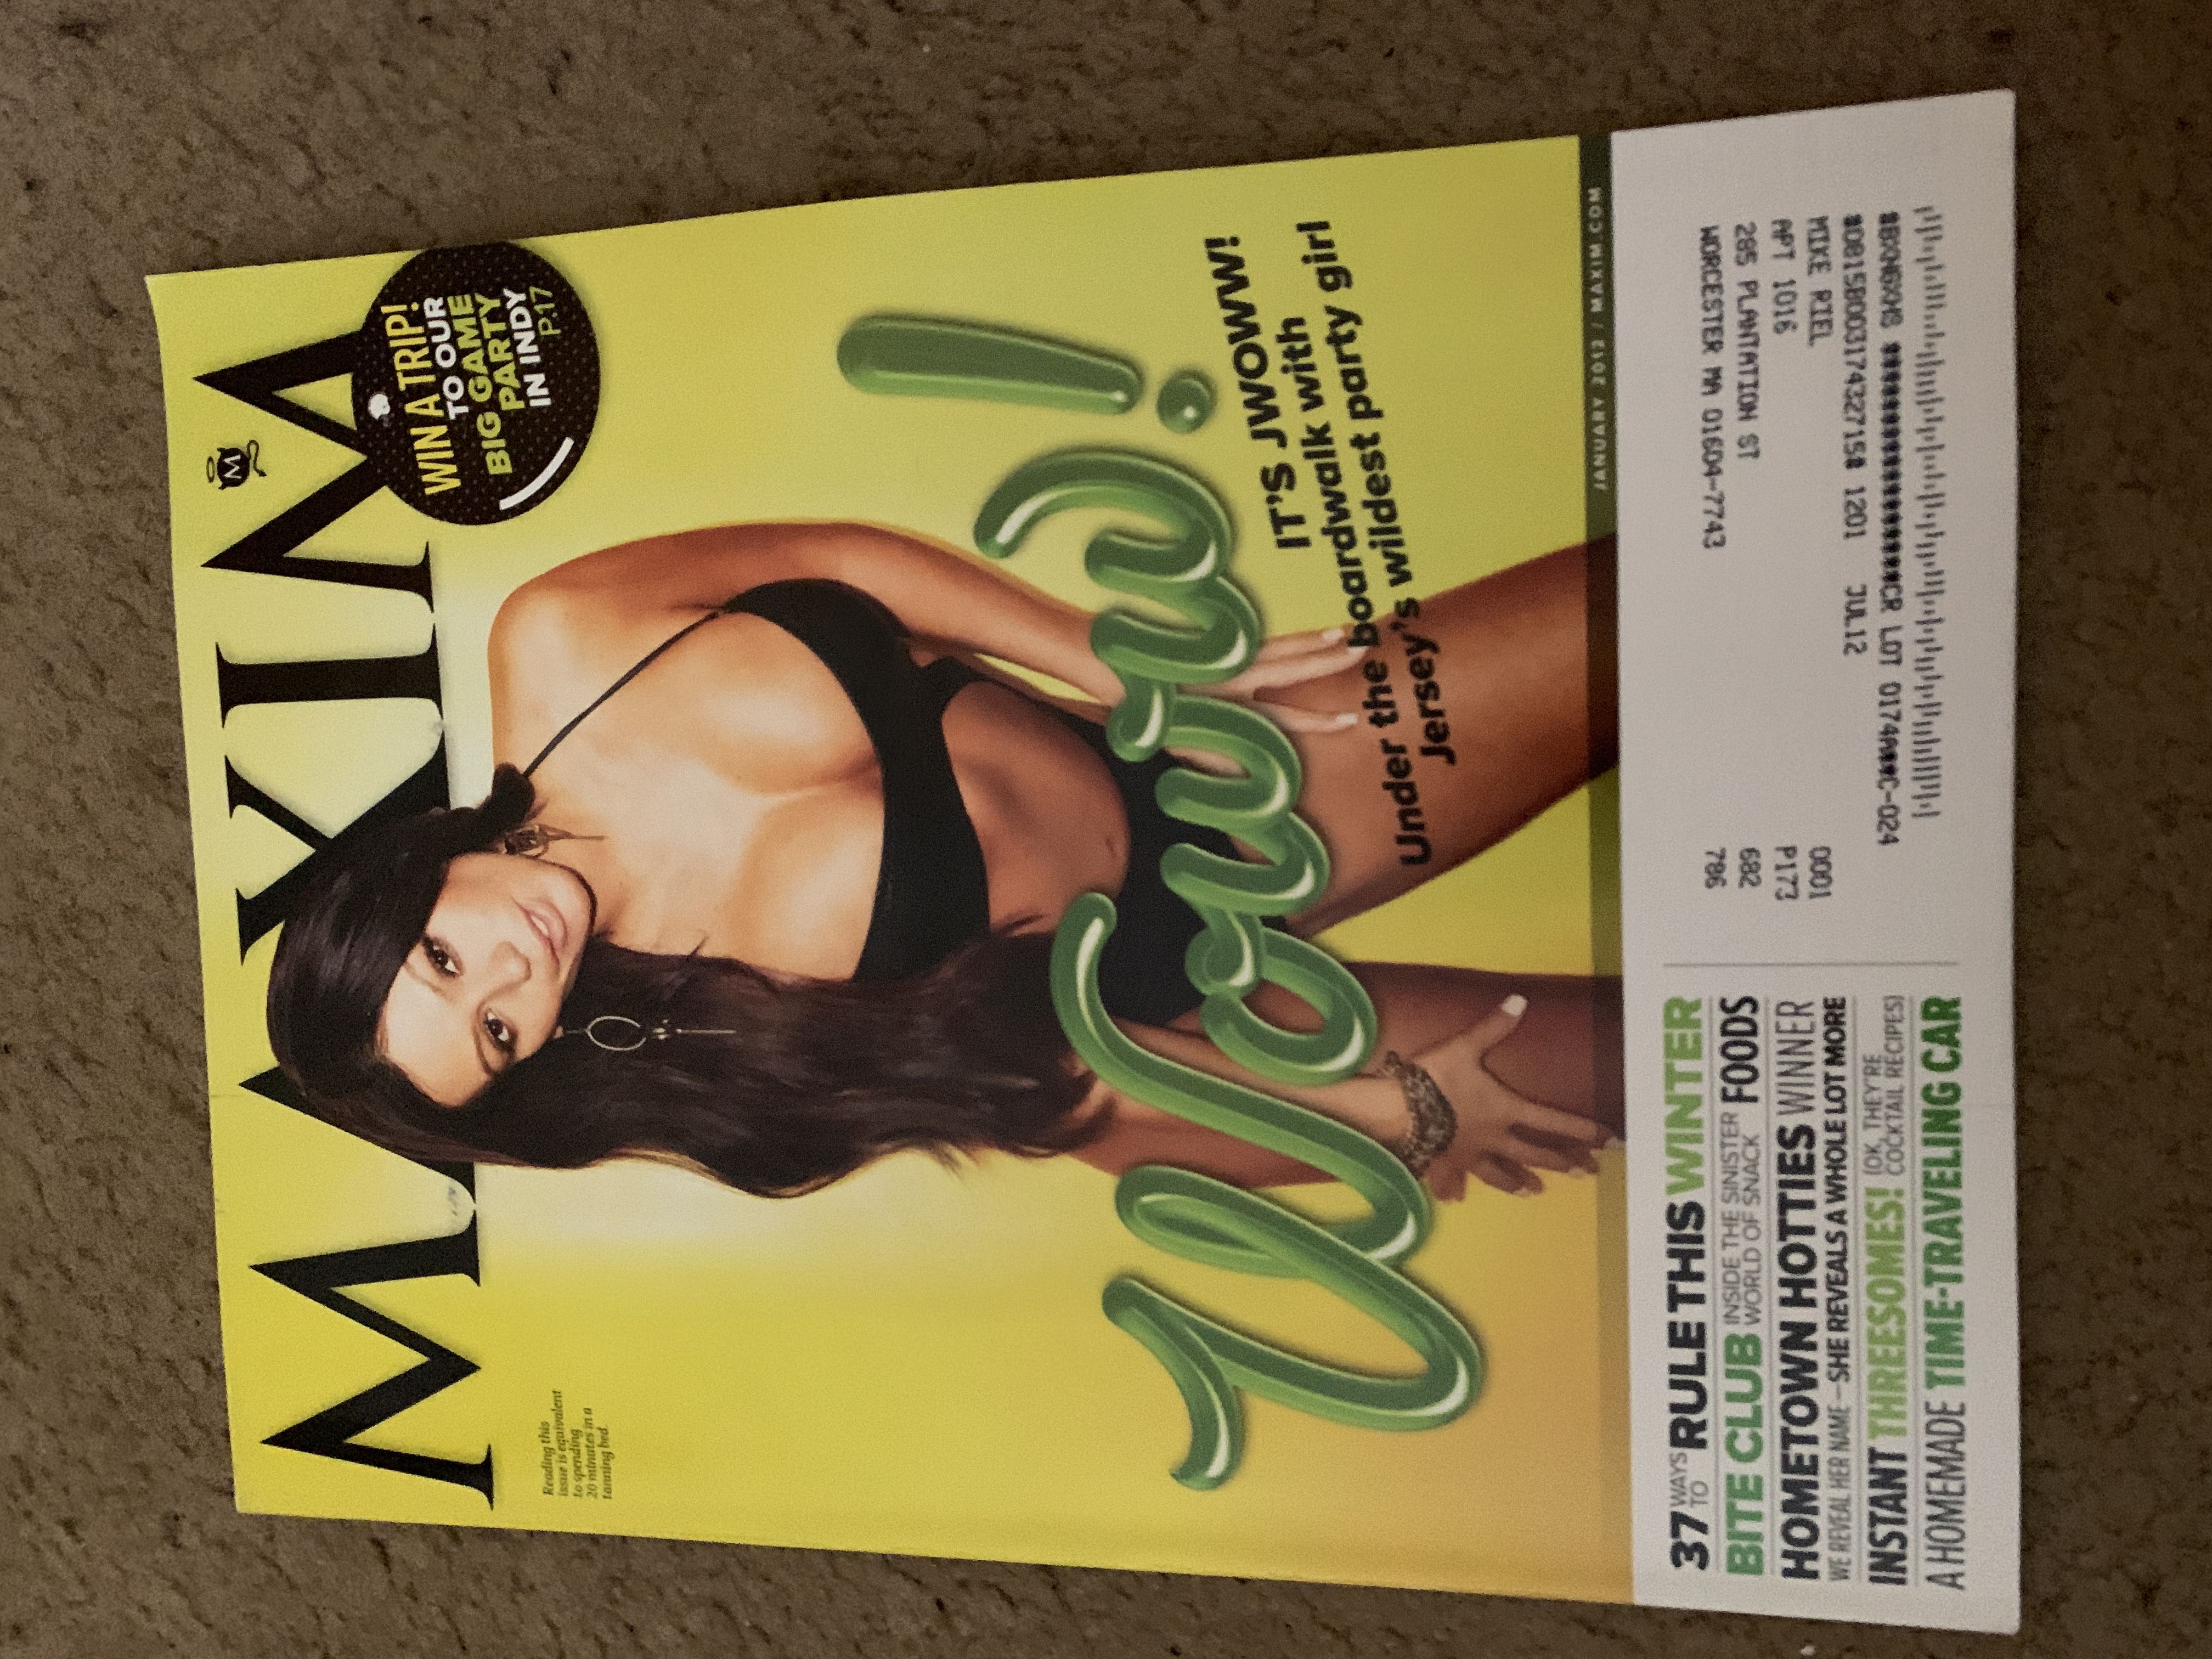 MAXIM
M
WIN A TRIP!
TO OUR
BIG GAME
PARTY
IN INDY
P.17
Reading this
issue is equivalent
to spending
20 minutes in a
tanning bed.
Woww!
IT'S JWOWW!
Under the boardwalk with
Jersey's wildest party girl
JANUARY 2012 / MAXIM.COM
37 WAYS TO RULE THIS WINTER
BITE CLUB INSIDE THE SINISTER WORLD OF SNACK FOODS
HOMETOWN HOTTIES WINNER
WE REVEAL HER NAME—SHE REVEALS A WHOLE LOT MORE
INSTANT THREESOMES! (OK, THEY'RE COCKTAIL RECIPES)
A HOMEMADE TIME-TRAVELING CAR
CR LOT
1201 JUL12
MIKE RIEL 0001
APT 1016 P173
285 PLANTATION ST 682
WORCESTER MA 01604-7743 786